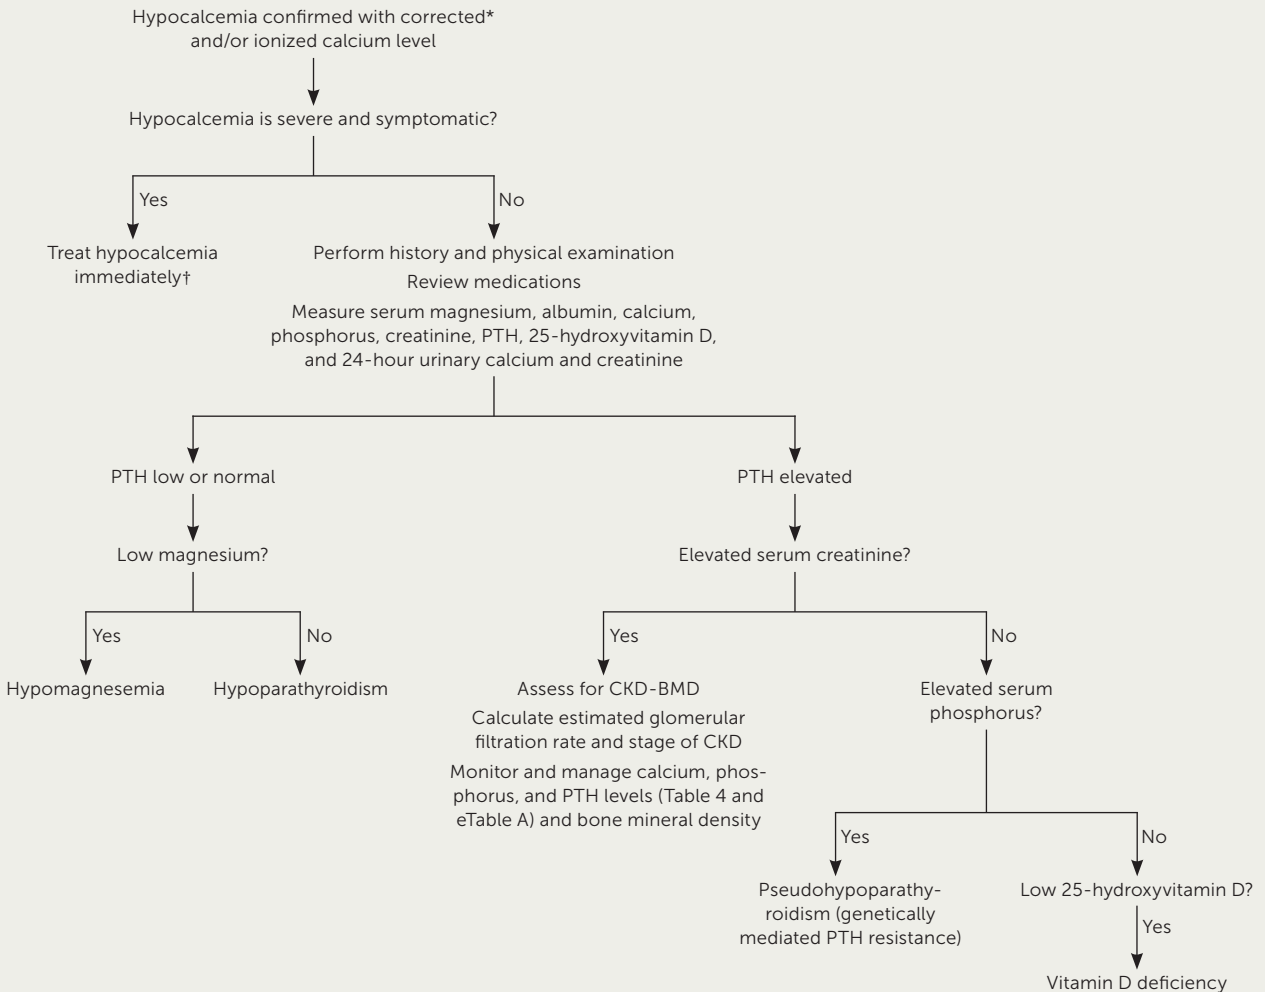 Hypocalcemia confirmed with corrected*
and/or ionized calcium level
Hypocalcemia is severe and symptomatic?
Yes
No
Treat hypocalcemia
immediately†
Perform history and physical examination
Review medications
Measure serum magnesium, albumin, calcium,
phosphorus, creatinine, PTH, 25-hydroxyvitamin D,
and 24-hour urinary calcium and creatinine
PTH low or normal
PTH elevated
Low magnesium?
Elevated serum creatinine?
Yes
No
Yes
No
Hypomagnesemia
Hypoparathyroidism
Assess for CKD-BMD
Calculate estimated glomerular
filtration rate and stage of CKD
Monitor and manage calcium, phos-
phorus, and PTH levels (Table 4 and
eTable A) and bone mineral density
Elevated serum
phosphorus?
Yes
No
Pseudohypoparathy-
roidism (genetically
mediated PTH resistance)
Low 25-hydroxyvitamin D?
Yes
Vitamin D deficiency